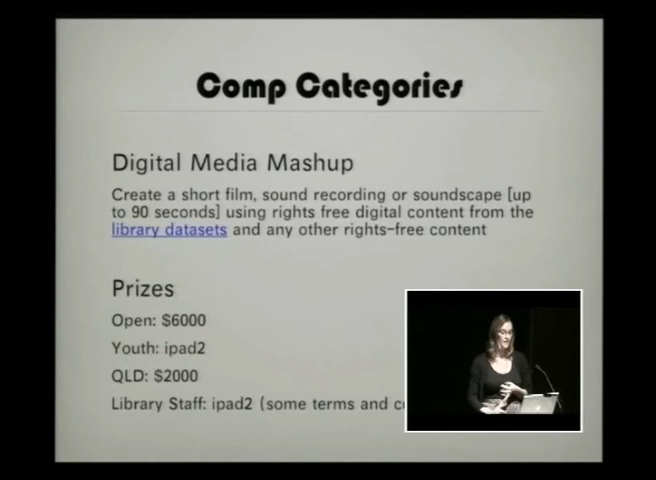 Comp Categories
Digital Media Mashup
Create a short film, sound recording or soundscape [up
to 90 seconds] using rights free digital content from the
library datasets and any other rights-free content
Prizes
Open: $6000
Youth: ipad2
QLD: $2000
Library Staff: ipad2 (some terms and